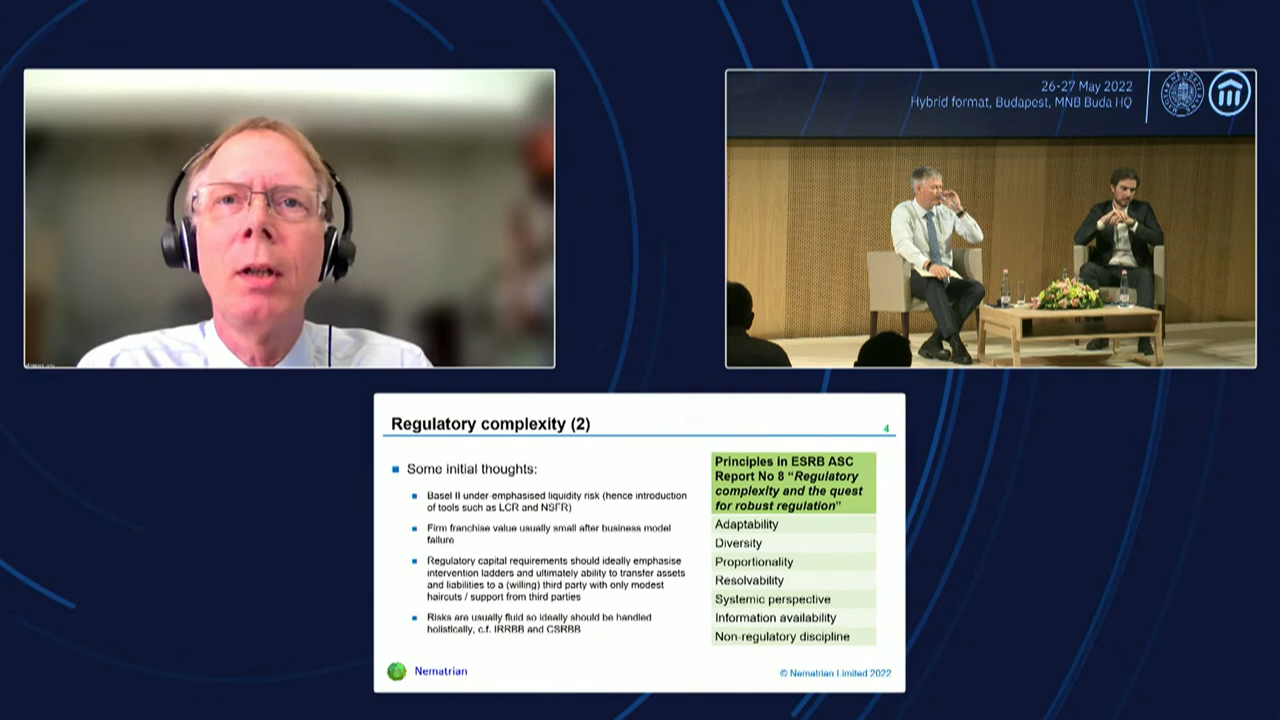 26-27 May 2022
Hybrid format, Budapest, MNB Buda HQ
Regulatory complexity (2)
4
Some initial thoughts:
Basel II under-emphasised liquidity risk (hence introduction
of tools such as LCR and NSFR)
Firm franchise value usually small after business model
failure
Regulatory capital requirements should ideally emphasise
intervention ladders and ultimately ability to transfer assets
and liabilities to a (willing) third party with only modest
haircuts / support from third parties
Risks are usually fluid so ideally should be handled
holistically, c.f. IRRBB and CSRBB
Principles in ESRB ASC
Report No 8 “Regulatory
complexity and the quest
for robust regulation”
Adaptability
Diversity
Proportionality
Resolvability
Systemic perspective
Information availability
Non-regulatory discipline
Nematrian
© Nematrian Limited 2022